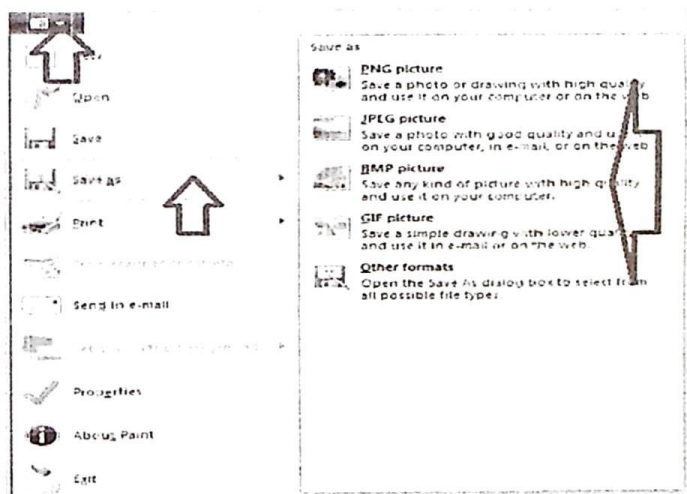 Open
Save
Save as
Print
Send in e-mail
Properties
About Paint
Exit
Save as
PNG picture
Save a photo or drawing with high quality
and use it on your computer or on the web.
JPEG picture
Save a photo with good quality and
on your computer, in e-mail, or on the web.
BMP picture
Save any kind of picture with high quality
and use it on your computer.
GIF picture
Save a simple drawing with lower
and use it in e-mail or on the web.
Other formats
Open the Save As dialog box to select from
all possible file types.